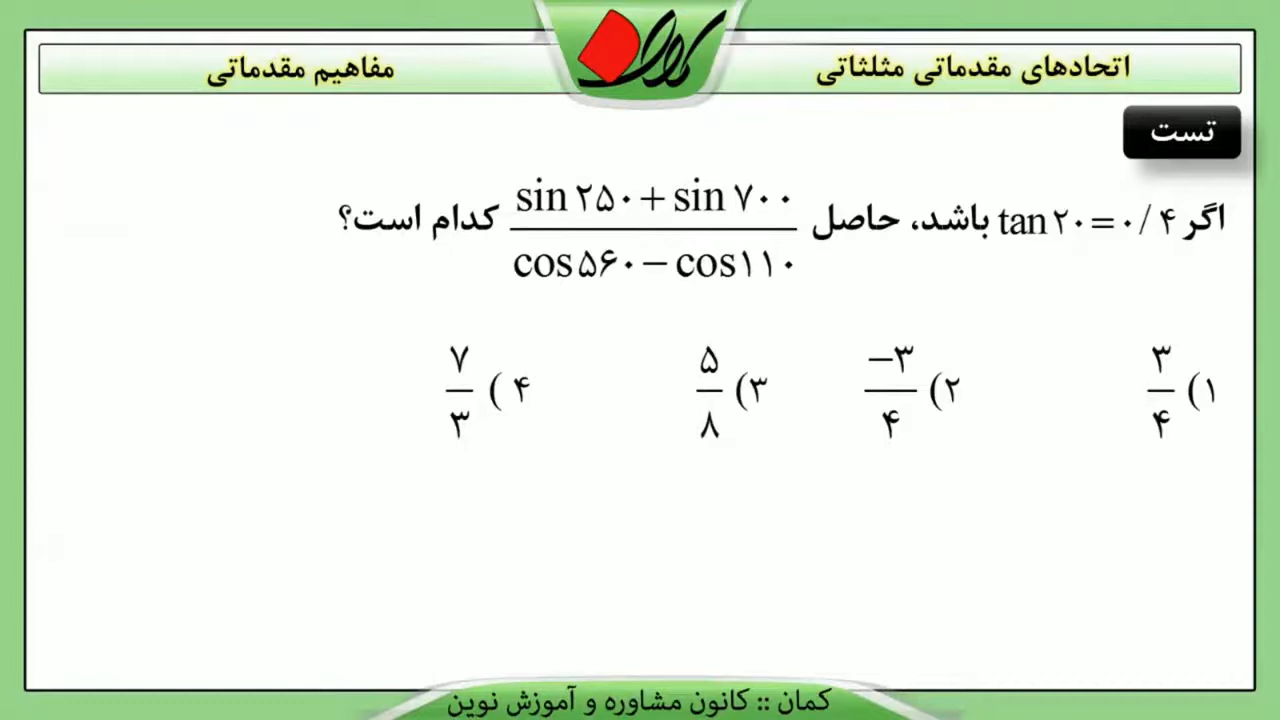 اتحادهای مقدماتی مثلثاتی
کمان
مفاهیم مقدماتی
تست
اگر tan ۲۰ = ۰/۴ باشد، حاصل (sin ۲۵۰ + sin ۷۰۰)/(cos ۵۶۰ − cos ۱۱۰) کدام است؟
۱) ۳/۴ ۲) −۳/۴ ۳) ۵/۸ ۴) ۷/۳
کمان :: کانون مشاوره و آموزش نوین